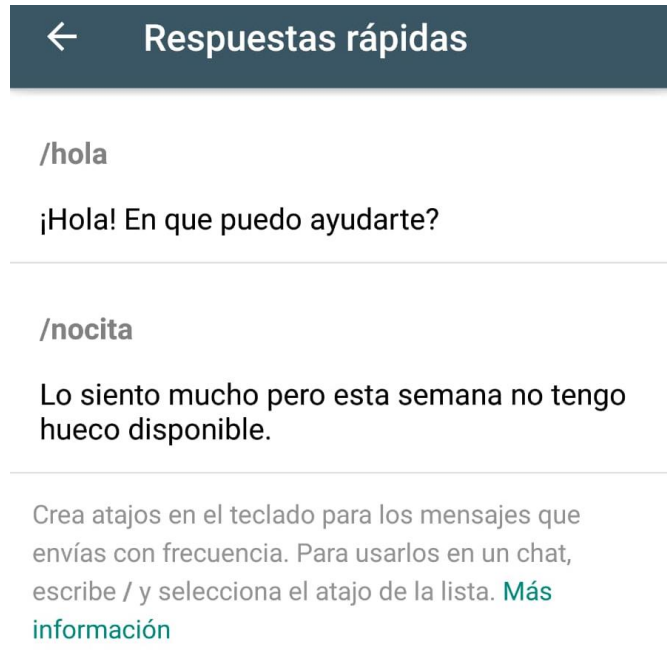 Respuestas rápidas
/hola
¡Hola! En que puedo ayudarte?
/nocita
Lo siento mucho pero esta semana no tengo
hueco disponible.
Crea atajos en el teclado para los mensajes que
envías con frecuencia. Para usarlos en un chat,
escribe / y selecciona el atajo de la lista. Más
información